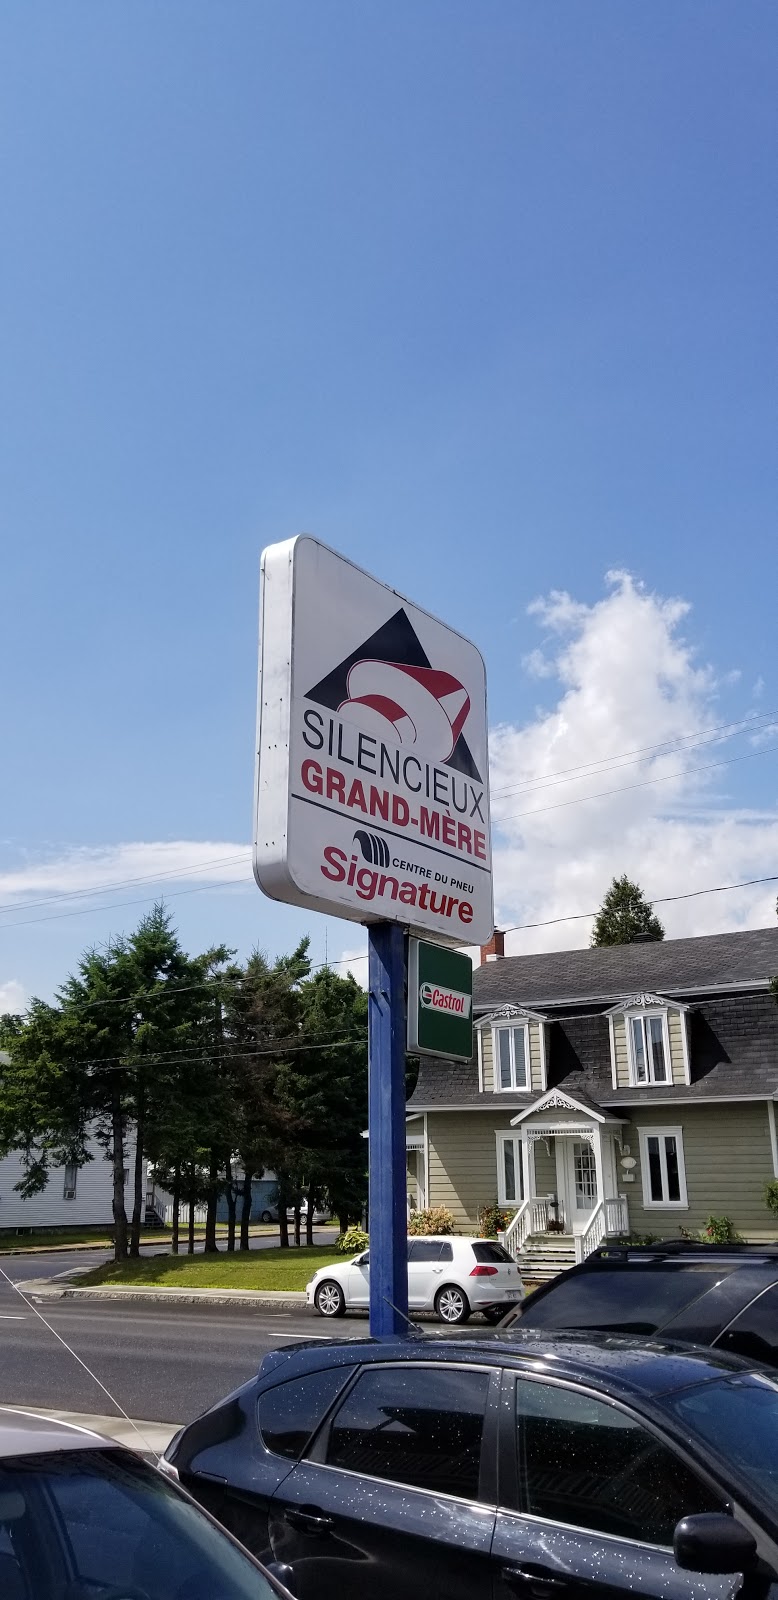 SILENCIEUX
GRAND-MÈRE
CENTRE DU PNEU
Signature
Castrol